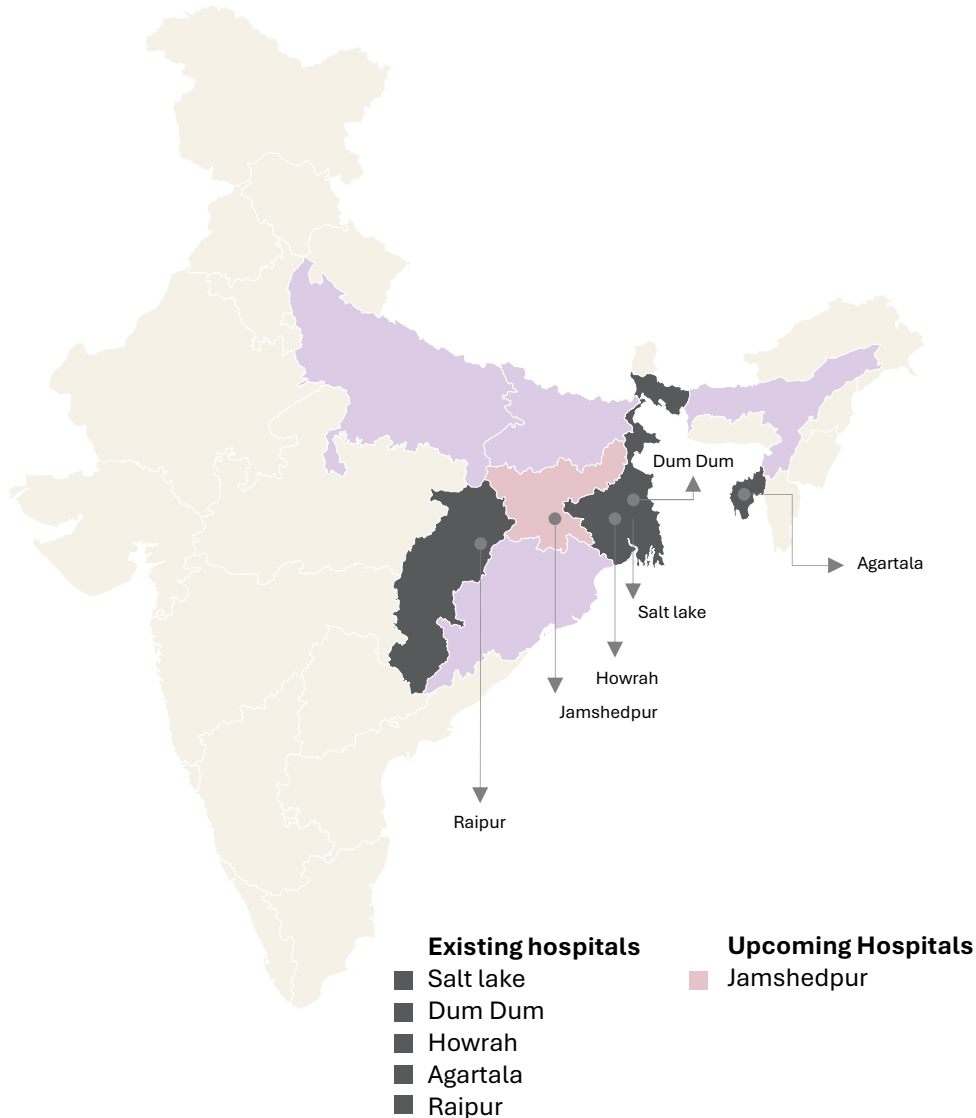 Dum Dum
Agartala
Salt lake
Howrah
Jamshedpur
Raipur
Existing hospitals
Salt lake
Dum Dum
Howrah
Agartala
Raipur
Upcoming Hospitals
Jamshedpur